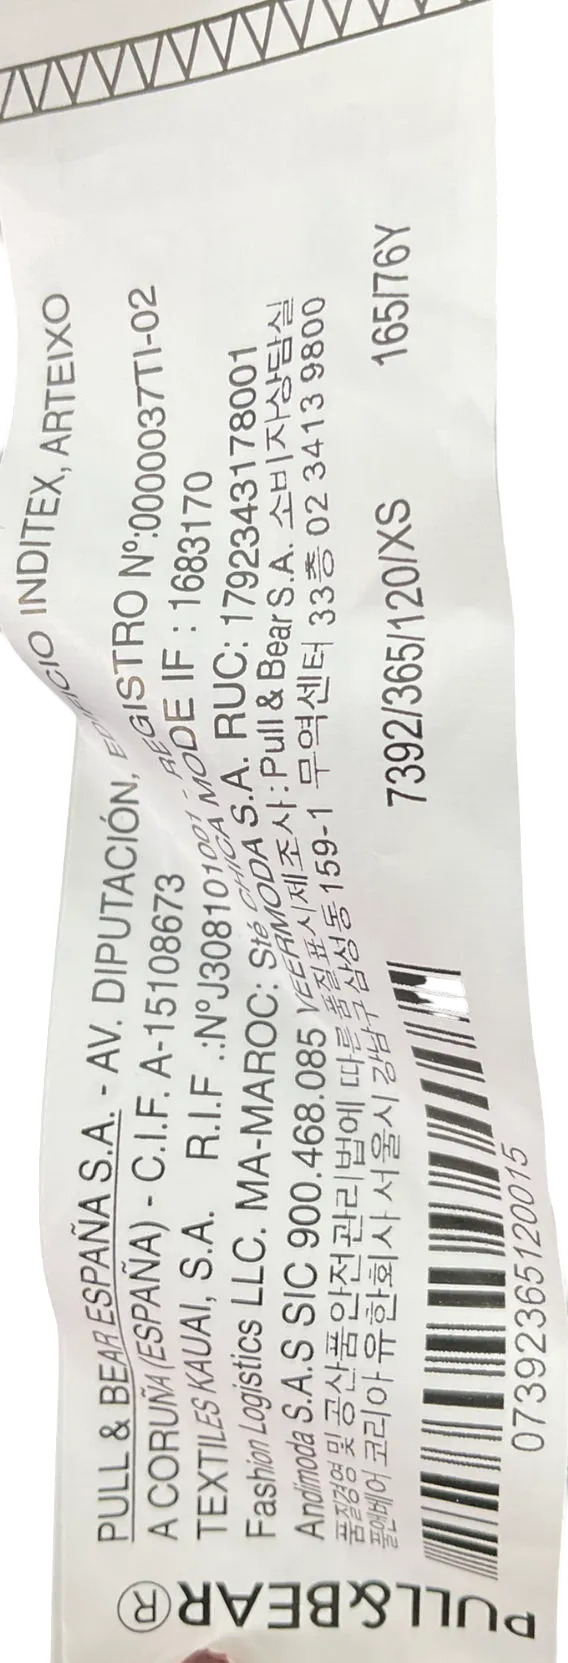 PULL&BEAR®
PULL & BEAR ESPAÑA S.A. - AV. DIPUTACIÓN, EDIFICIO INDITEX, ARTEIXO
A CORUÑA (ESPAÑA) - C.I.F. A-15108673
TEXTILES KAUAI, S.A. R.I.F .:NºJ308101001 - REGISTRO Nº:0000037TI-02
Fashion Logistics LLC. MA-MAROC: Sté CHICA MODE IF : 1683170
Andimoda S.A.S SIC 900.468.085 VEERMODA S.A. RUC: 1792343178001
품질경영 및 공산품안전관리법에 따른 품질표시제조사:Pull & Bear S.A. 소비자상담실
풀앤베어 코리아 유한회사 서울시 강남구 삼성동159-1 무역센터 33층 02 3413 9800
7392/365/120/XS 165/76Y
07392365120015